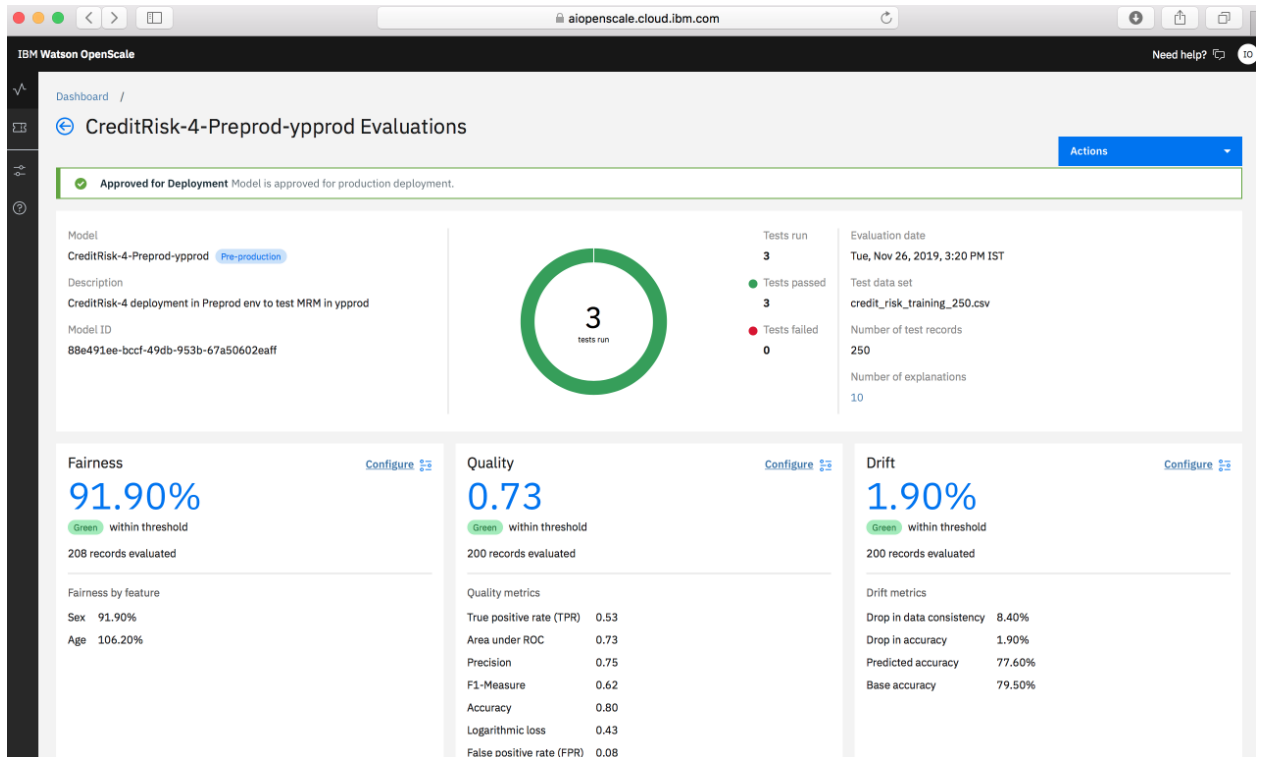 aiopenscale.cloud.ibm.com
IBM Watson OpenScale
Need help?
IO
Dashboard /
CreditRisk-4-Preprod-ypprod Evaluations
Actions
Approved for Deployment Model is approved for production deployment.
Model
CreditRisk-4-Preprod-ypprod Pre-production
Description
CreditRisk-4 deployment in Preprod env to test MRM in ypprod
Model ID
88e491ee-bccf-49db-953b-67a50602eaff
3
tests run
Tests run
3
Tests passed
3
Tests failed
0
Evaluation date
Tue, Nov 26, 2019, 3:20 PM IST
Test data set
credit_risk_training_250.csv
Number of test records
250
Number of explanations
10
Fairness
Configure
91.90%
Green within threshold
208 records evaluated
Fairness by feature
Sex 91.90%
Age 106.20%
Quality
Configure
0.73
Green within threshold
200 records evaluated
Quality metrics
True positive rate (TPR) 0.53
Area under ROC 0.73
Precision 0.75
F1-Measure 0.62
Accuracy 0.80
Logarithmic loss 0.43
False positive rate (FPR) 0.08
Drift
Configure
1.90%
Green within threshold
200 records evaluated
Drift metrics
Drop in data consistency 8.40%
Drop in accuracy 1.90%
Predicted accuracy 77.60%
Base accuracy 79.50%